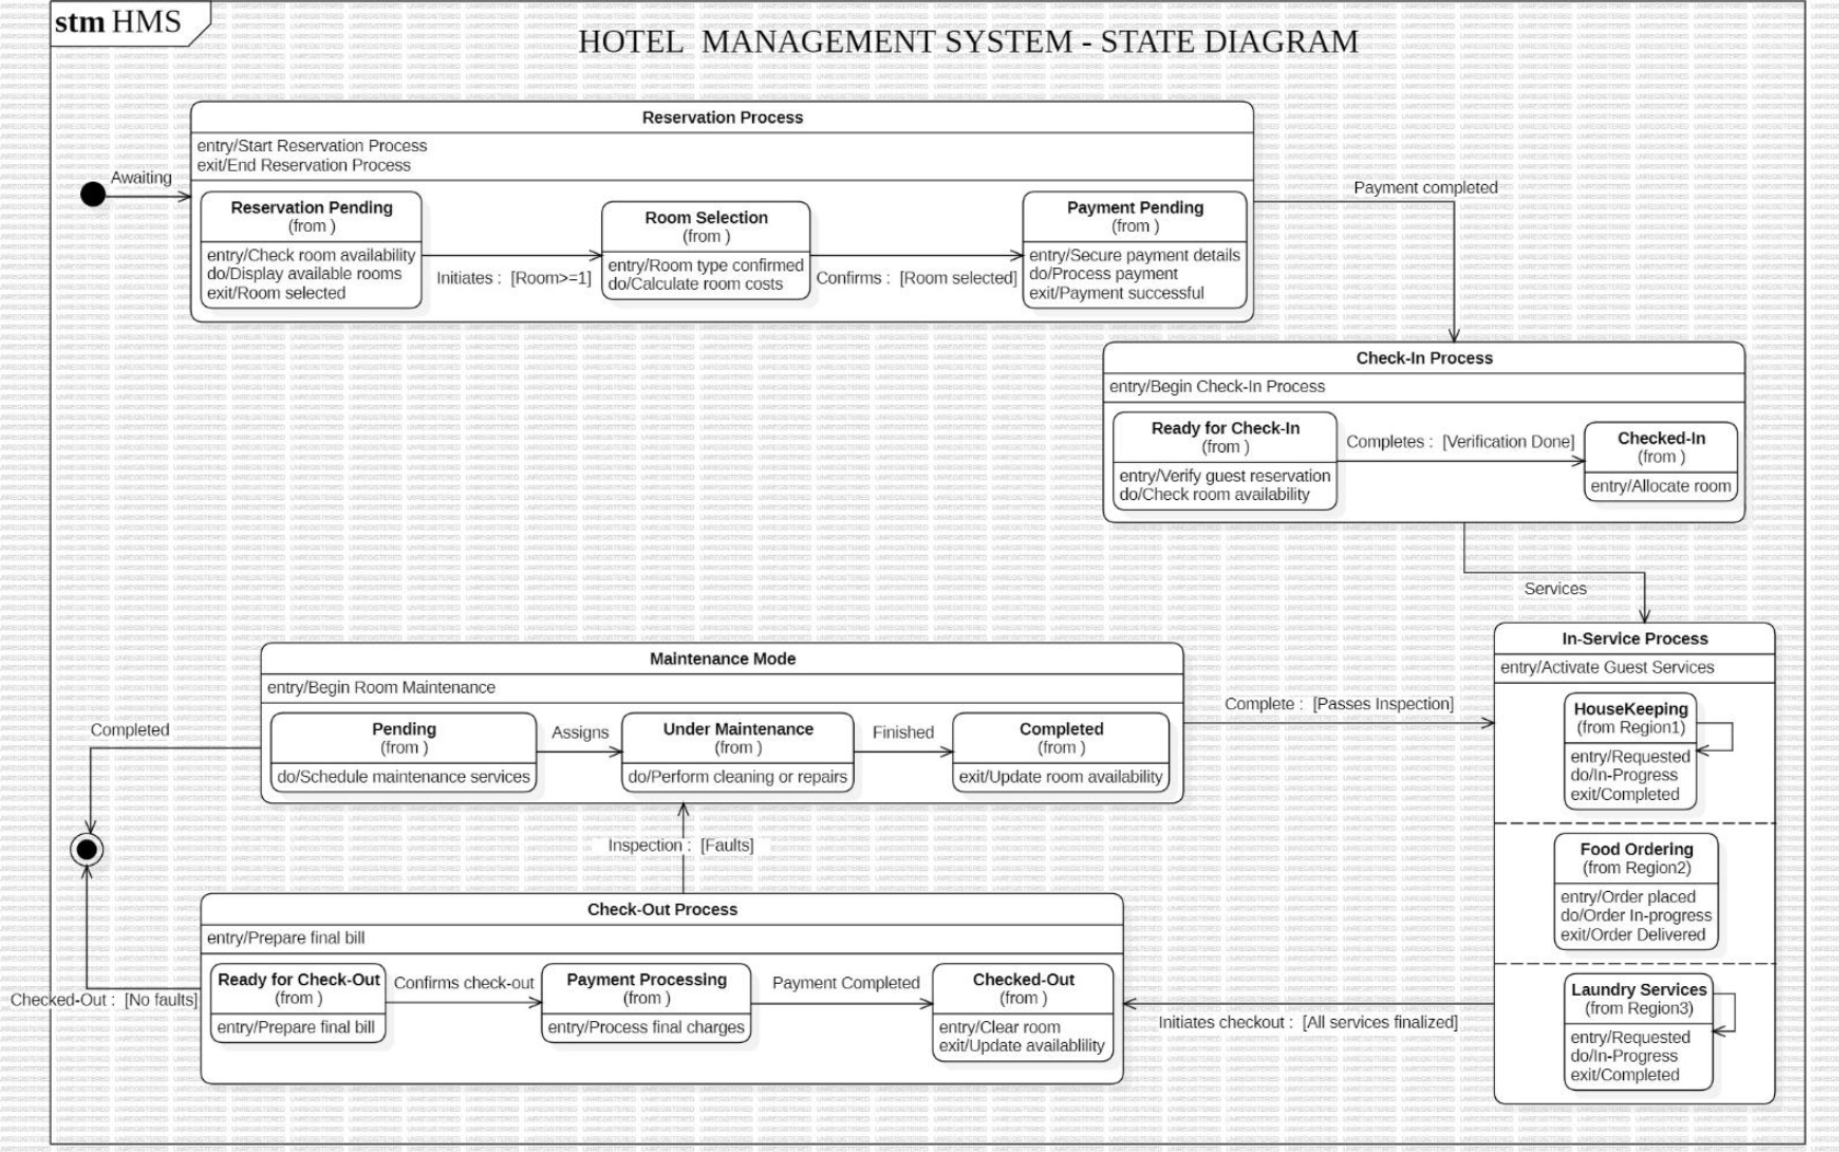 stm HMS
HOTEL MANAGEMENT SYSTEM - STATE DIAGRAM
Reservation Process
entry/Start Reservation Process
exit/End Reservation Process
Awaiting
Reservation Pending
(from )
entry/Check room availability
do/Display available rooms
exit/Room selected
Initiates : [Room>=1]
Room Selection
(from )
entry/Room type confirmed
do/Calculate room costs
Confirms : [Room selected]
Payment Pending
(from )
entry/Secure payment details
do/Process payment
exit/Payment successful
Payment completed
Check-In Process
entry/Begin Check-In Process
Ready for Check-In
(from )
entry/Verify guest reservation
do/Check room availability
Completes : [Verification Done]
Checked-In
(from )
entry/Allocate room
Services
In-Service Process
entry/Activate Guest Services
HouseKeeping
(from Region1)
entry/Requested
do/In-Progress
exit/Completed
Food Ordering
(from Region2)
entry/Order placed
do/Order In-progress
exit/Order Delivered
Laundry Services
(from Region3)
entry/Requested
do/In-Progress
exit/Completed
Maintenance Mode
entry/Begin Room Maintenance
Pending
(from )
do/Schedule maintenance services
Assigns
Under Maintenance
(from )
do/Perform cleaning or repairs
Finished
Completed
(from )
exit/Update room availability
Complete : [Passes Inspection]
Completed
Inspection : [Faults]
Check-Out Process
entry/Prepare final bill
Ready for Check-Out
(from )
entry/Prepare final bill
Confirms check-out
Payment Processing
(from )
entry/Process final charges
Payment Completed
Checked-Out
(from )
entry/Clear room
exit/Update availablility
Initiates checkout : [All services finalized]
Checked-Out : [No faults]